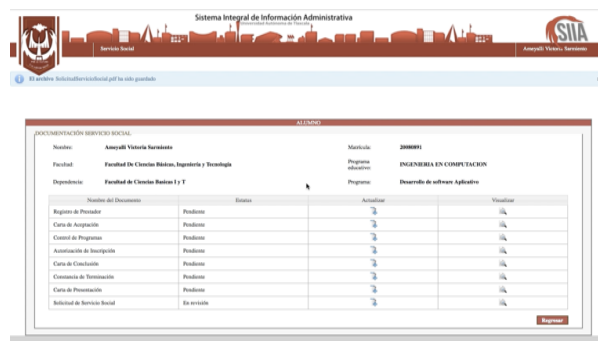 Sistema Integral de Información Administrativa
Universidad Autónoma de Tlaxcala
SIIA
Servicio Social
Ameyalli Victoria Sarmiento
El archivo SolicitudServicioSocial.pdf ha sido guardado
ALUMNO
DOCUMENTACIÓN SERVICIO SOCIAL
Nombre: Ameyalli Victoria Sarmiento Matrícula: 20080891
Facultad: Facultad De Ciencias Básicas, Ingeniería y Tecnología Programa educativo: INGENIERIA EN COMPUTACION
Dependencia: Facultad de Ciencias Basicas I y T Programa: Desarrollo de software Aplicativo
Nombre del Documento Estatus Actualizar Visualizar
Registro de Prestador Pendiente
Carta de Aceptación Pendiente
Control de Programas Pendiente
Autorización de Inscripción Pendiente
Carta de Conclusión Pendiente
Constancia de Terminación Pendiente
Carta de Presentación Pendiente
Solicitud de Servicio Social En revisión
Regresar